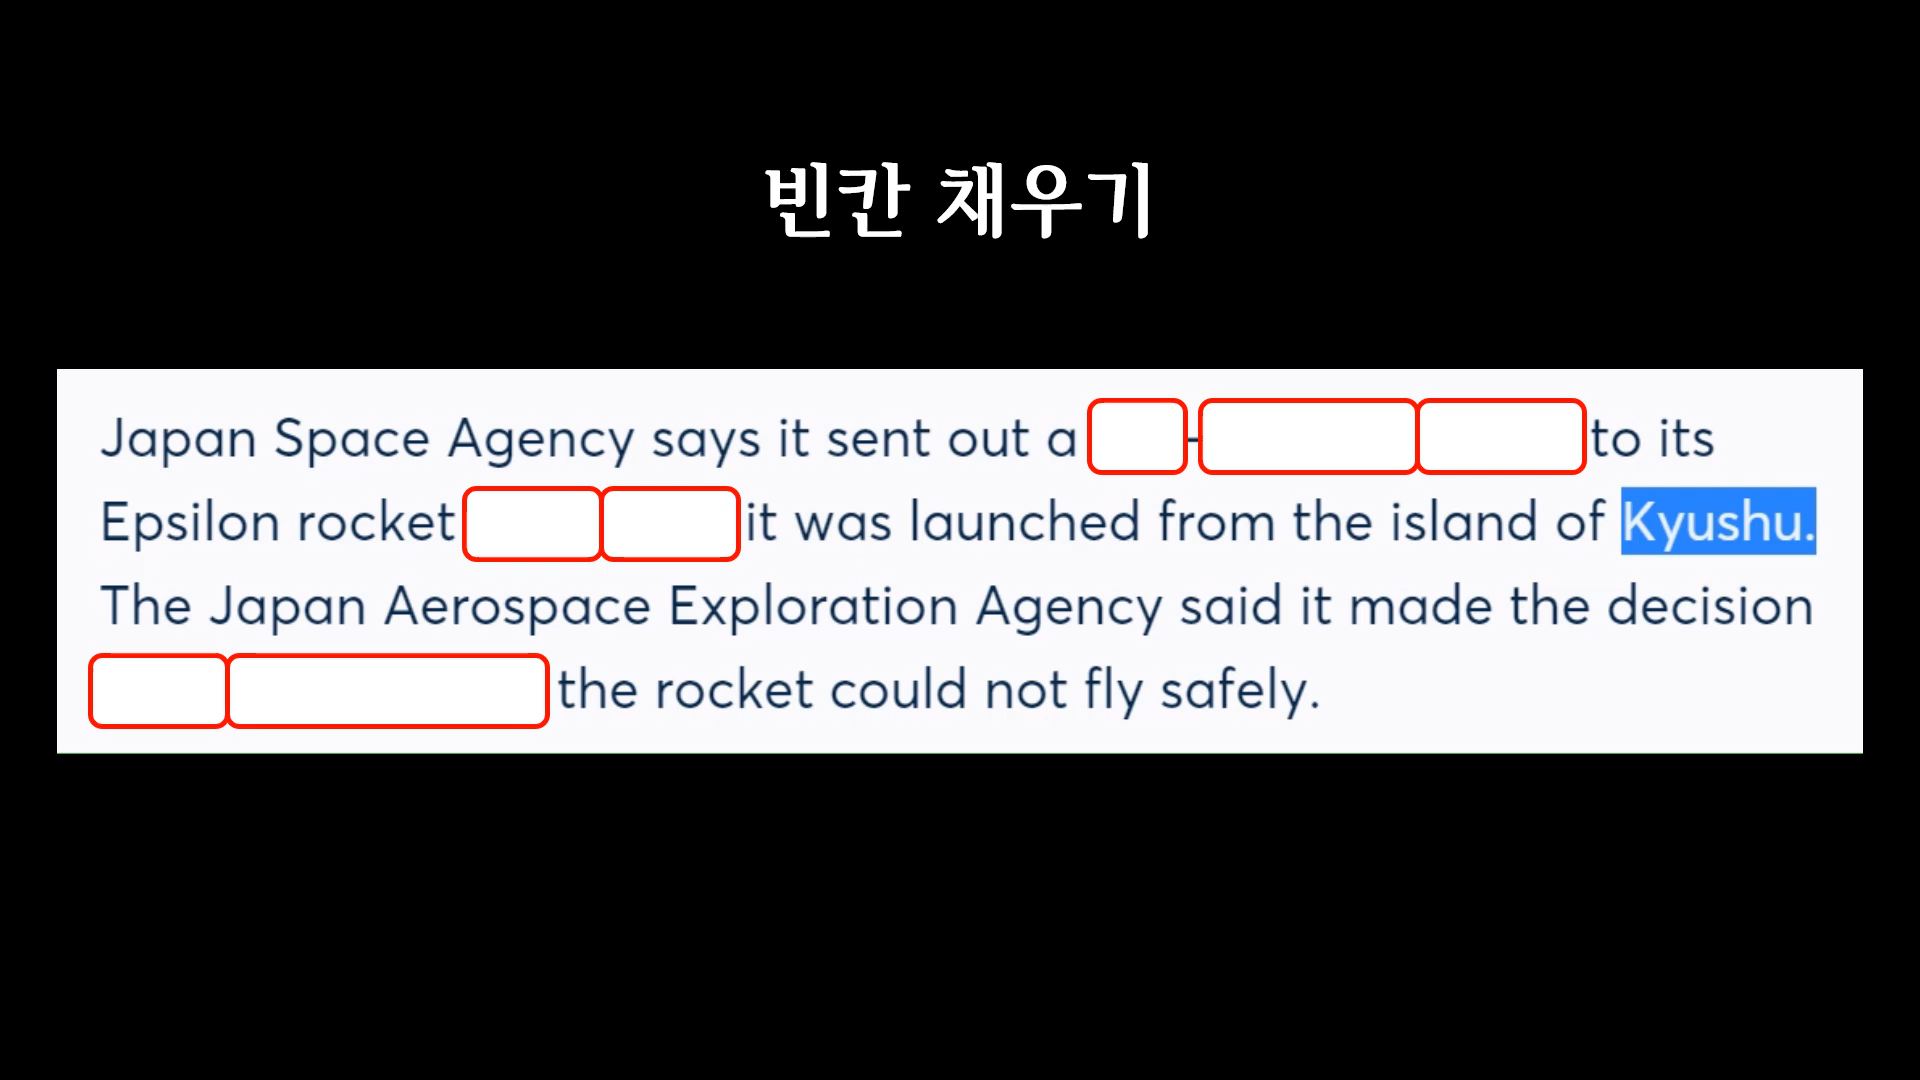 빈칸 채우기
Japan Space Agency says it sent out a - to its
Epsilon rocket it was launched from the island of Kyushu.
The Japan Aerospace Exploration Agency said it made the decision
the rocket could not fly safely.